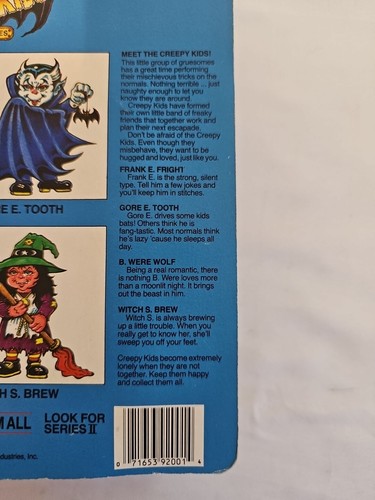 MEET THE CREEPY KIDS!
This little group of gruesomes
has a great time performing
their mischievous tricks on the
normals. Nothing terrible ... just
naughty enough to let you
know they are around.
Creepy Kids have formed
their own little band of freaky
friends that together work and
plan their next escapade.
Don't be afraid of the Creepy
Kids. Even though they
misbehave, they want to be
hugged and loved, just like you.
FRANK E. FRIGHT
Frank E. is the strong, silent
type. Tell him a few jokes and
you'll keep him in stitches.
GORE E. TOOTH
Gore E. drives some kids
bats! Others think he is
fang-tastic. Most normals think
he's lazy 'cause he sleeps all
day.
B. WERE WOLF
Being a real romantic, there
is nothing B. Were loves more
than a moonlit night. It brings
out the beast in him.
WITCH S. BREW
Witch S. is always brewing
up a little trouble. When you
really get to know her, she'll
sweep you off your feet.
Creepy Kids become extremely
lonely when they are not
together. Keep them happy
and collect them all.
E E. TOOTH
H S. BREW
M ALL
LOOK FOR
SERIES II
dustries, Inc.
0 71653 92001 4